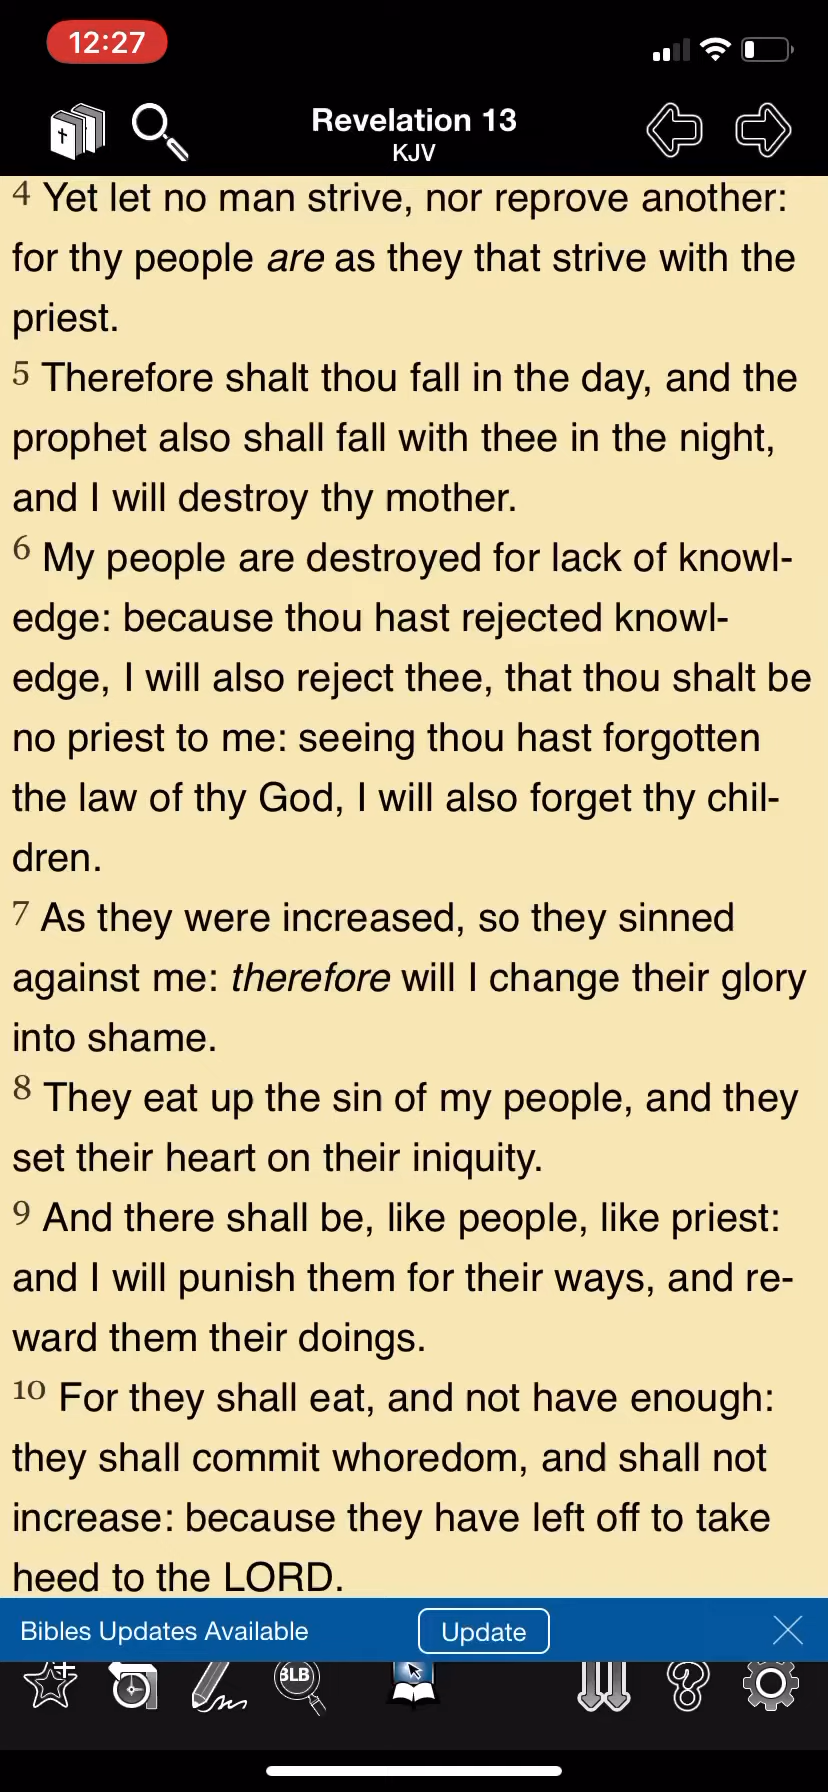 12:27
Revelation 13
KJV
4 Yet let no man strive, nor reprove another:
for thy people are as they that strive with the
priest.
5 Therefore shalt thou fall in the day, and the
prophet also shall fall with thee in the night,
and I will destroy thy mother.
6 My people are destroyed for lack of knowl-
edge: because thou hast rejected knowl-
edge, I will also reject thee, that thou shalt be
no priest to me: seeing thou hast forgotten
the law of thy God, I will also forget thy chil-
dren.
7 As they were increased, so they sinned
against me: therefore will I change their glory
into shame.
8 They eat up the sin of my people, and they
set their heart on their iniquity.
9 And there shall be, like people, like priest:
and I will punish them for their ways, and re-
ward them their doings.
10 For they shall eat, and not have enough:
they shall commit whoredom, and shall not
increase: because they have left off to take
heed to the LORD.
Bibles Updates Available Update
BLB